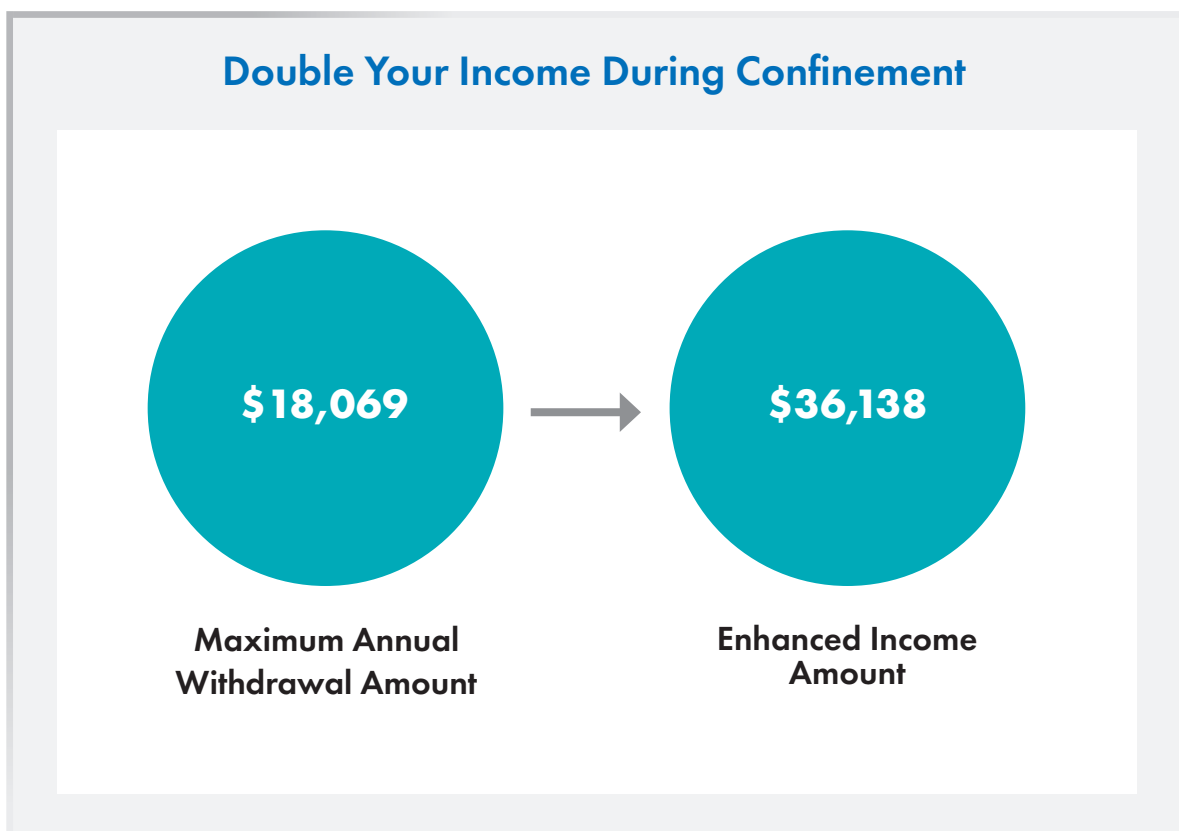 Double Your Income During Confinement
$18,069
$36,138
Maximum Annual
Withdrawal Amount
Enhanced Income
Amount